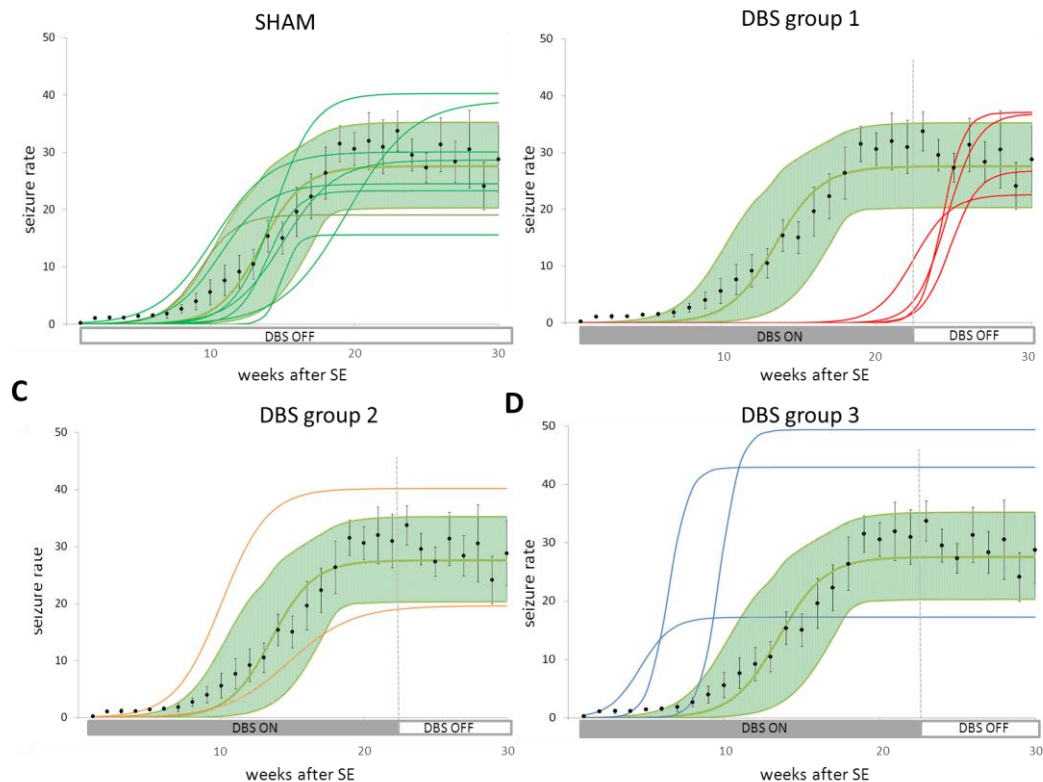 SHAM
50
40
30
20
10
0
seizure rate
DBS OFF
10
20
30
weeks after SE
DBS group 1
50
40
30
20
10
0
seizure rate
DBS ON
DBS OFF
10
20
30
weeks after SE
C
DBS group 2
50
40
30
20
10
0
seizure rate
DBS ON
DBS OFF
10
20
30
weeks after SE
D
DBS group 3
50
40
30
20
10
0
seizure rate
DBS ON
DBS OFF
10
20
30
weeks after SE